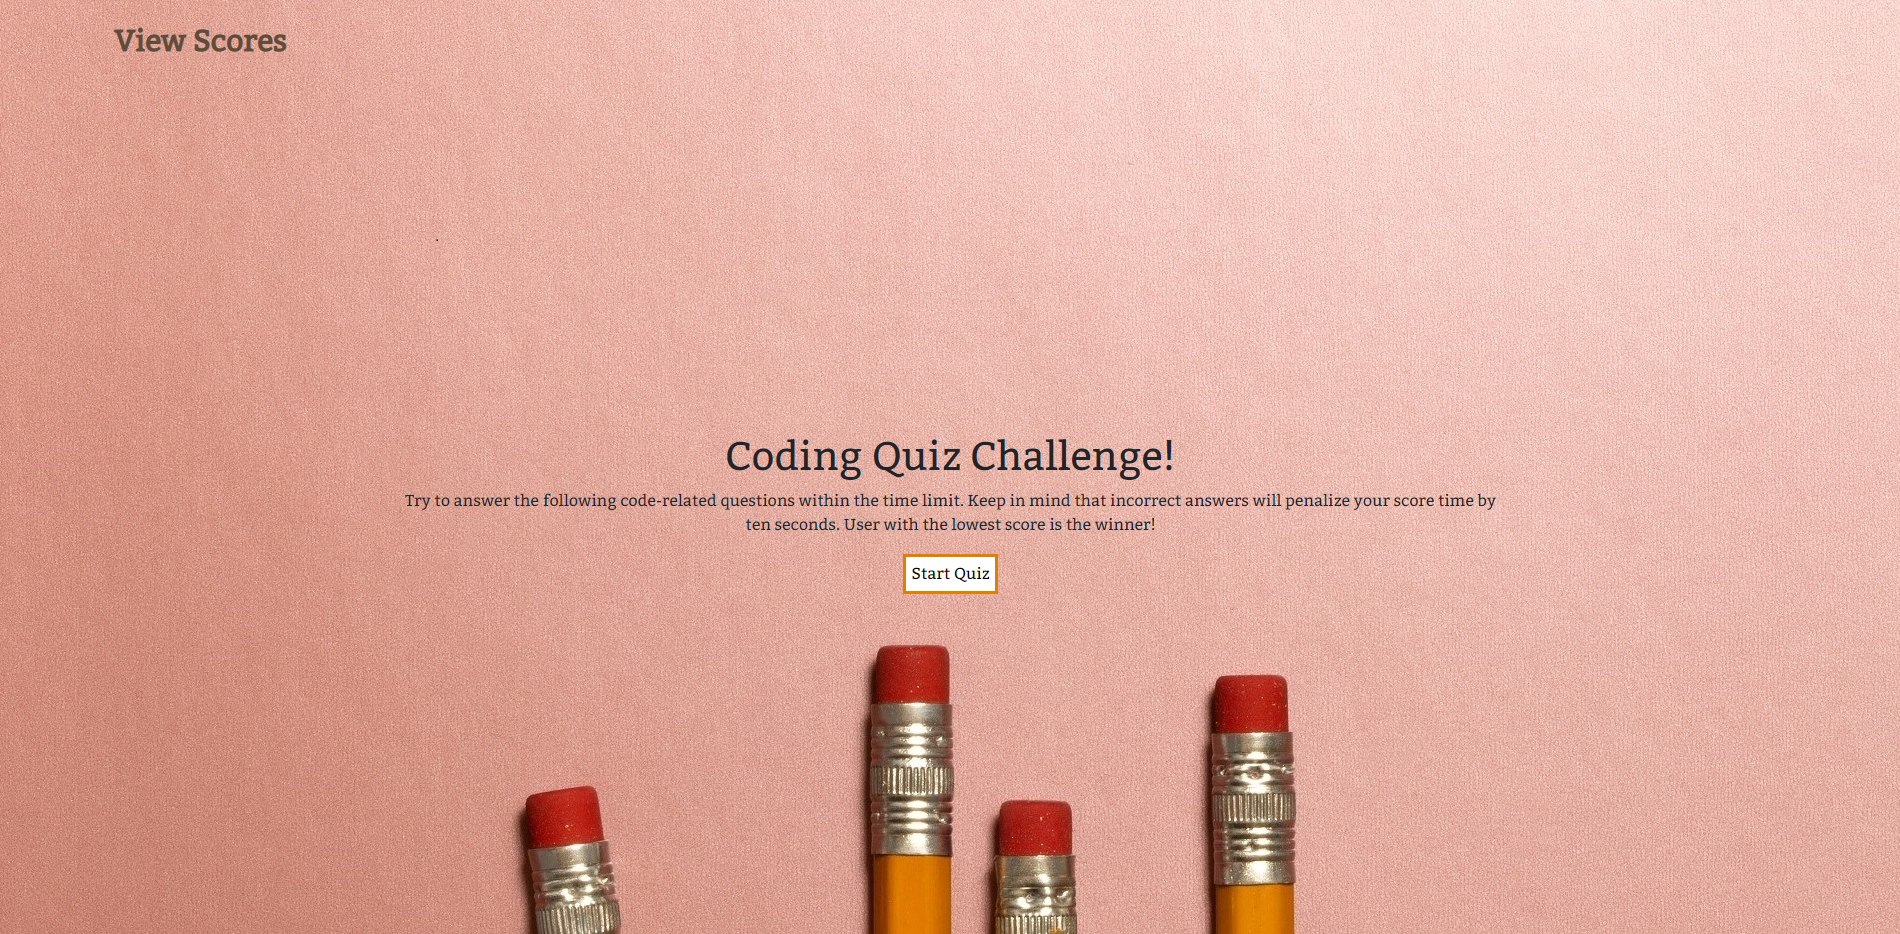 View Scores
Coding Quiz Challenge!
Try to answer the following code-related questions within the time limit. Keep in mind that incorrect answers will penalize your score time by
ten seconds. User with the lowest score is the winner!
Start Quiz